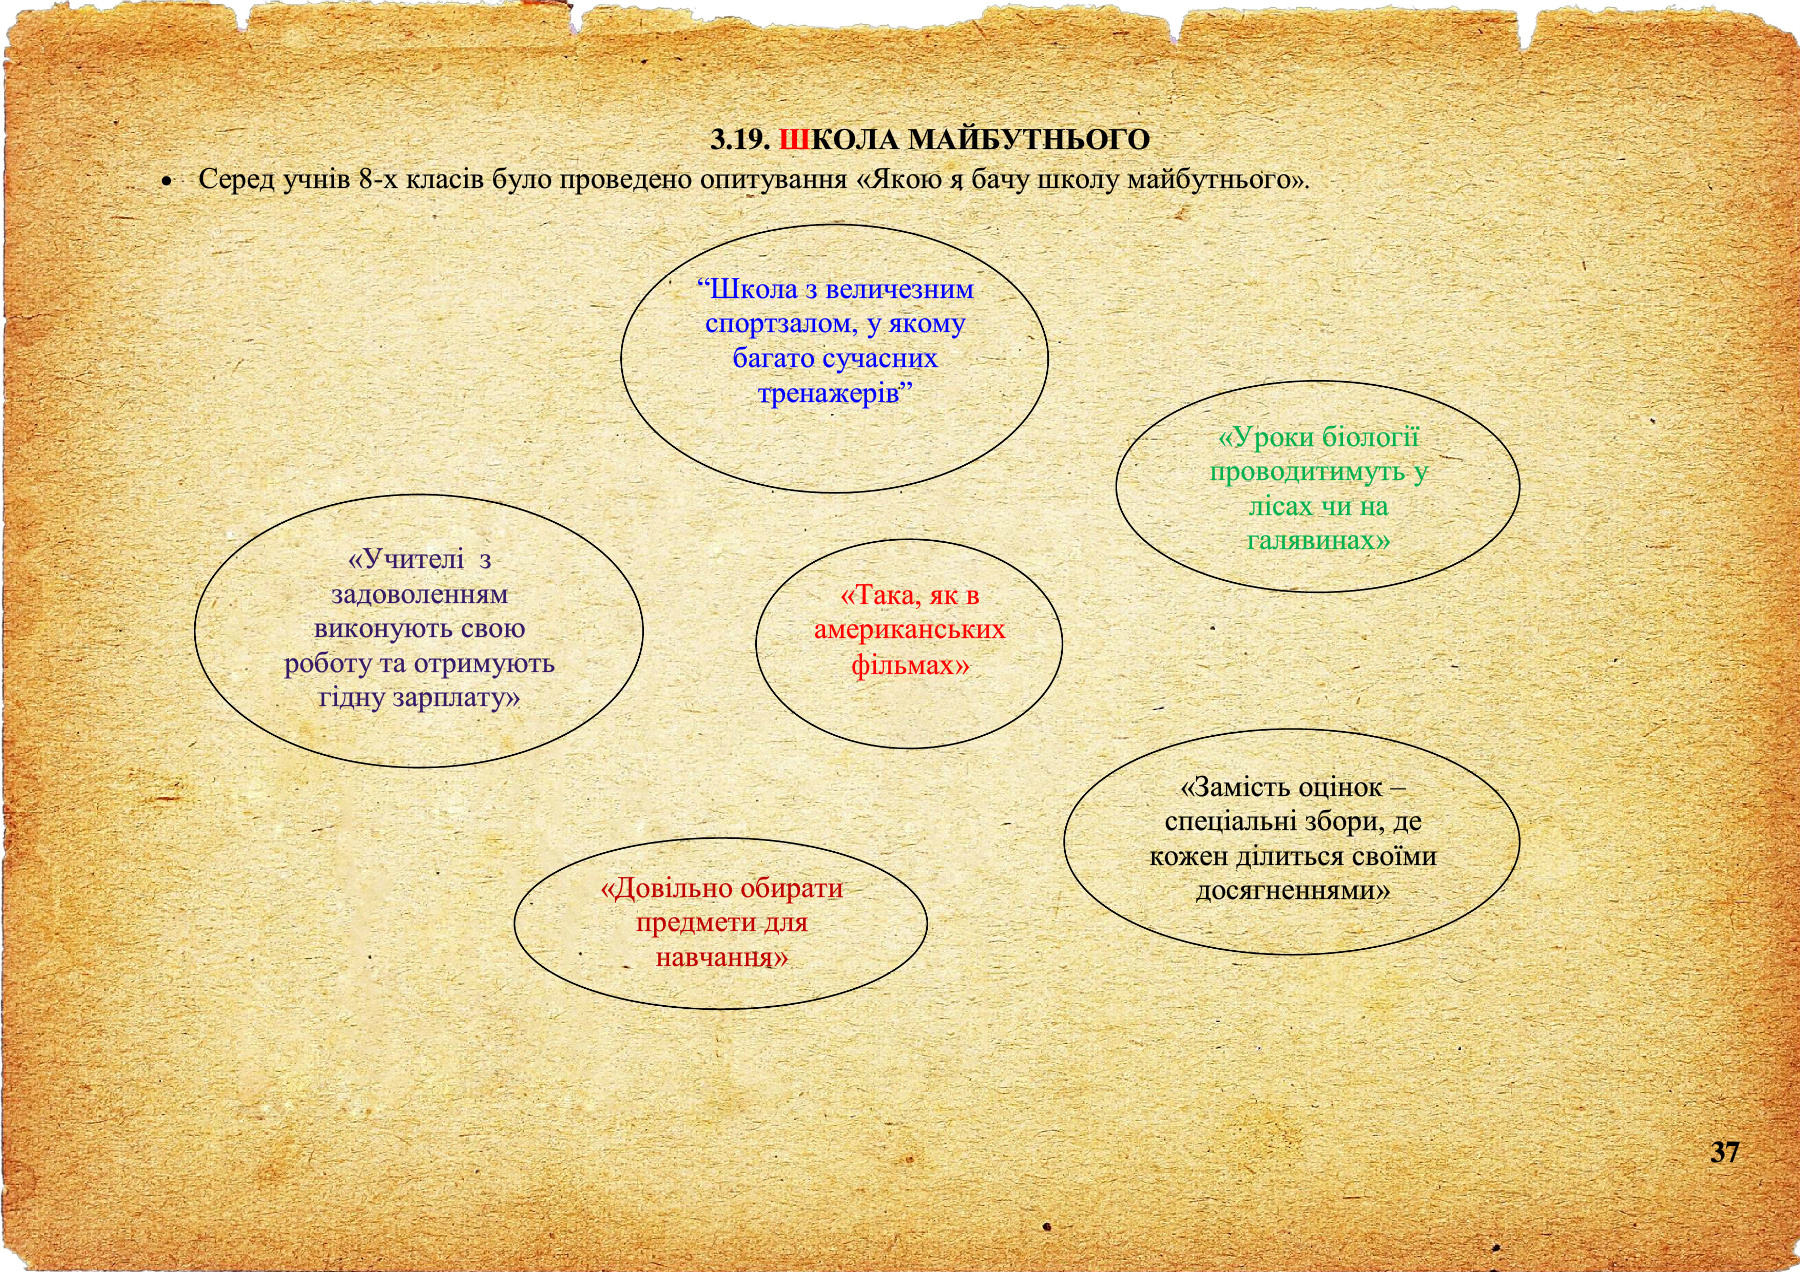 3.19. ШКОЛА МАЙБУТНЬОГО
• Серед учнів 8-х класів було проведено опитування «Якою я бачу школу майбутнього».
“Школа з величезним
спортзалом, у якому
багато сучасних
тренажерів”
«Уроки біології
проводитимуть у
лісах чи на
галявинах»
«Учителі  з
задоволенням
виконують свою
роботу та отримують
гідну зарплату»
«Така, як в
американських
фільмах»
«Замість оцінок –
спеціальні збори, де
кожен ділиться своїми
досягненнями»
«Довільно обирати
предмети для
навчання»
37